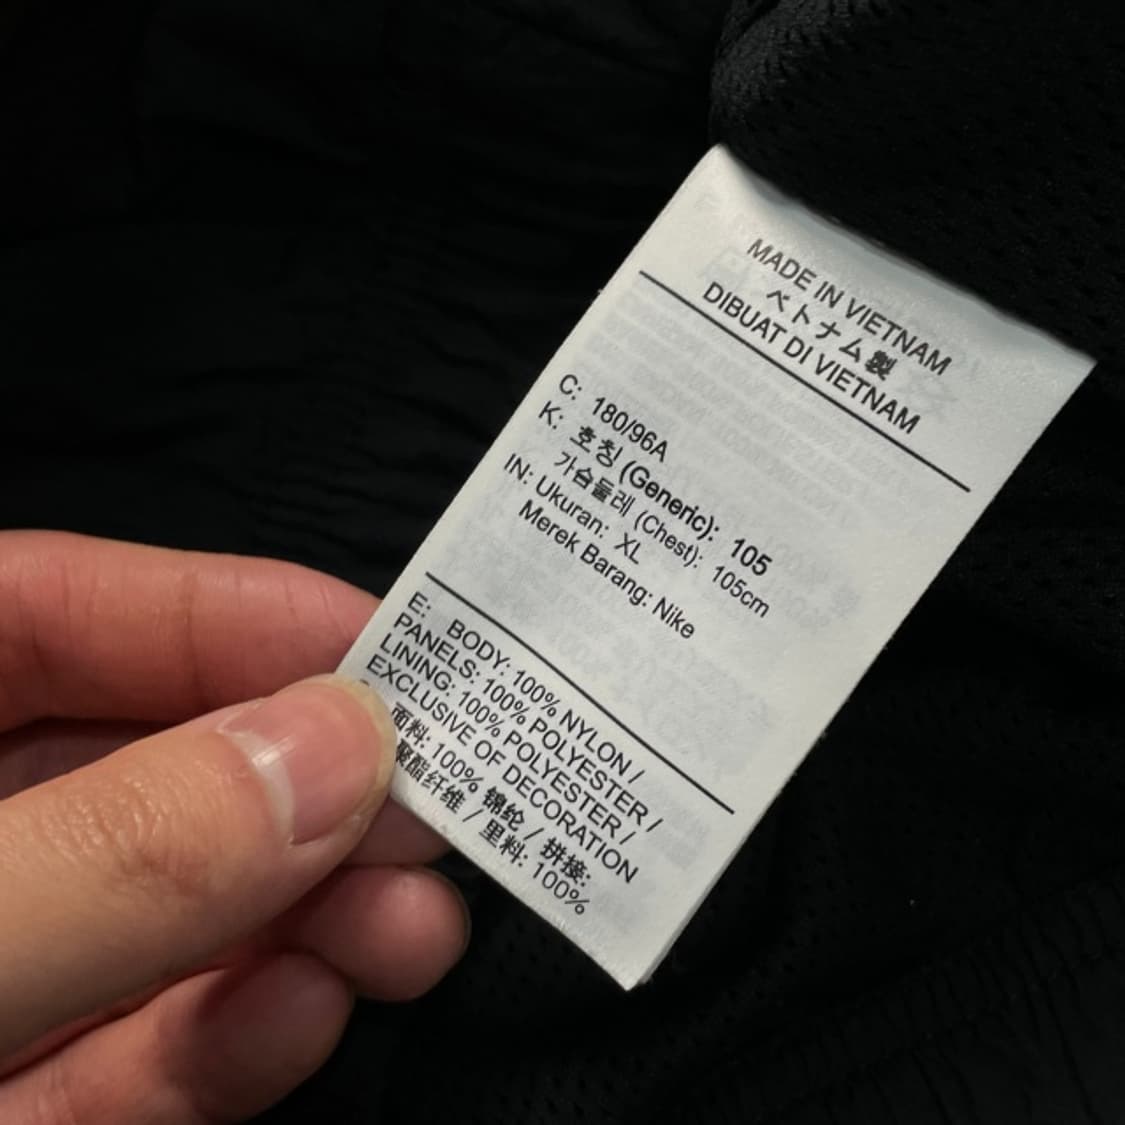 MADE IN VIETNAM
ベトナム製
DIBUAT DI VIETNAM
C: 180/96A
K: 호칭 (Generic): 105
가슴둘레 (Chest): 105cm
IN: Ukuran: XL
Merek Barang: Nike
E: BODY: 100% NYLON /
PANELS: 100% POLYESTER /
LINING: 100% POLYESTER /
EXCLUSIVE OF DECORATION
面料: 100% 锦纶 / 拼接:
聚酯纤维 / 里料: 100%